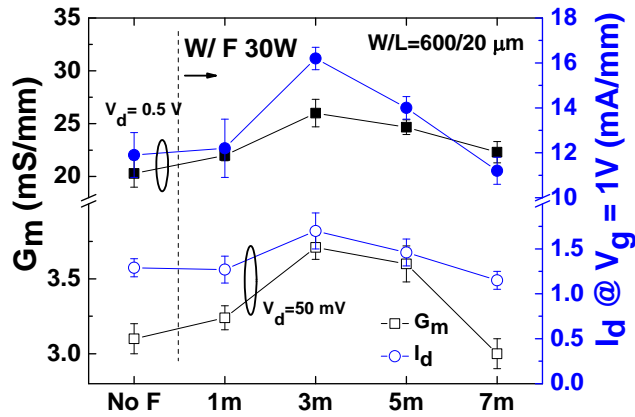 W/ F 30W
W/L=600/20 μm
V_d= 0.5 V
V_d=50 mV
G_m
I_d
G_m (mS/mm)
35
30
25
20
3.5
3.0
I_d @ V_g = 1V (mA/mm)
18
16
14
12
10
1.5
1.0
0.5
0.0
No F 1m 3m 5m 7m